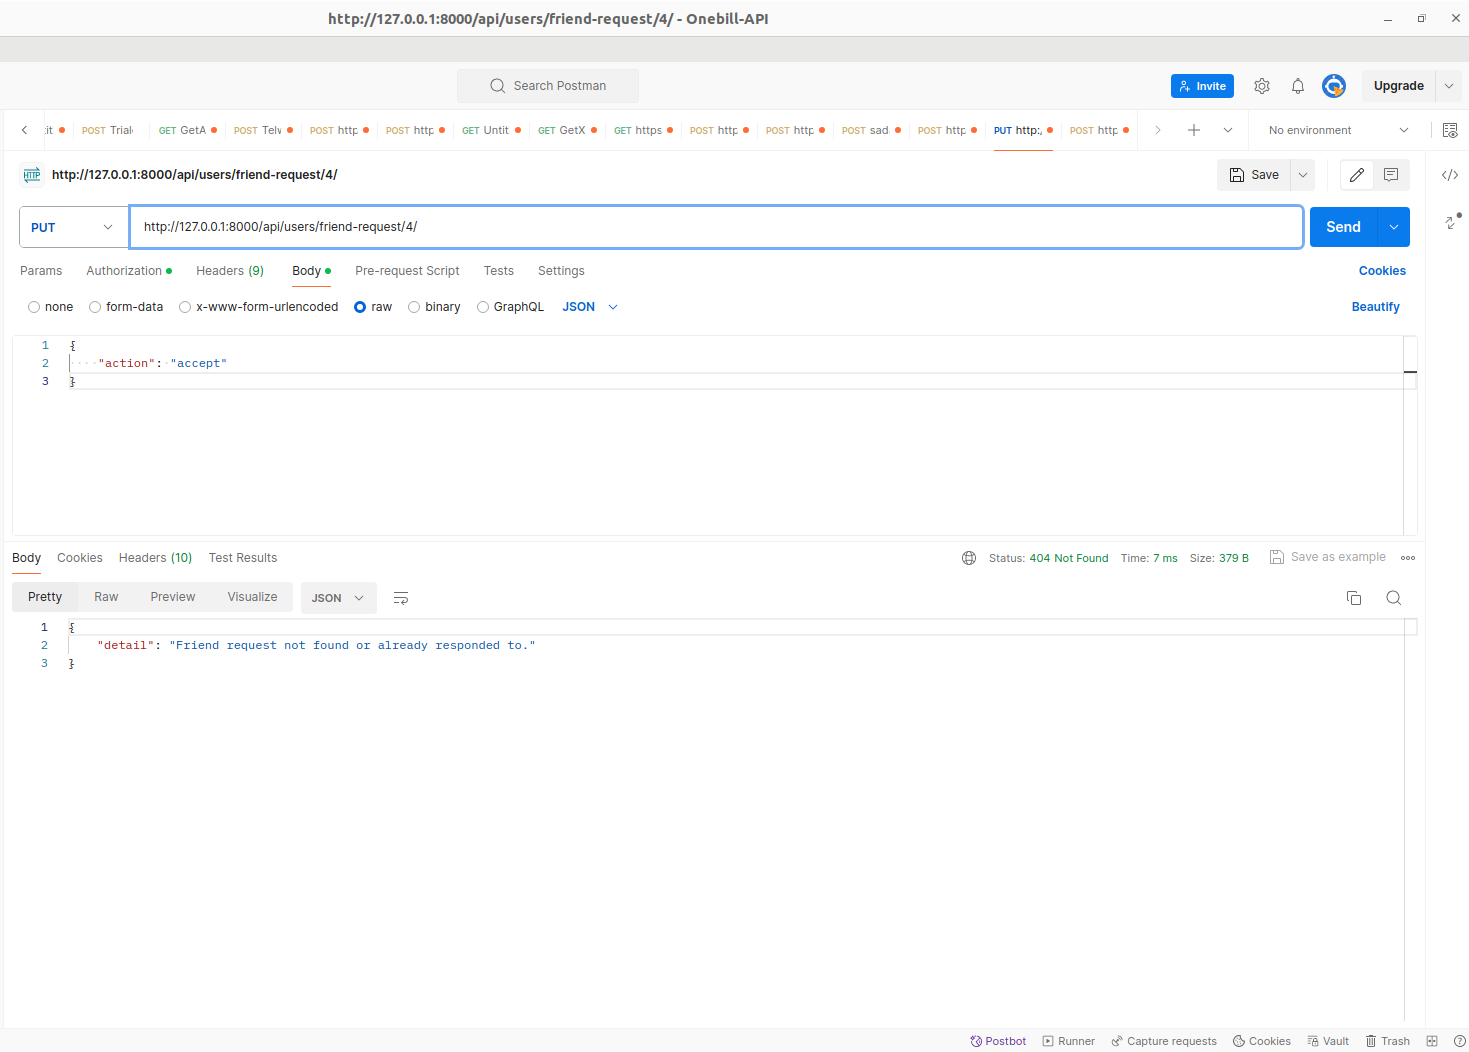 http://127.0.0.1:8000/api/users/friend-request/4/ - Onebill-API
Search Postman
Invite
Upgrade
it POST Trial GET GetA POST Telv POST http POST http GET Untit GET GetX GET https POST http POST http POST sad. POST http PUT http:/ POST http No environment
HTTP http://127.0.0.1:8000/api/users/friend-request/4/ Save
PUT http://127.0.0.1:8000/api/users/friend-request/4/ Send
Params Authorization Headers (9) Body Pre-request Script Tests Settings Cookies
none form-data x-www-form-urlencoded raw binary GraphQL JSON Beautify
1 {
2 "action": "accept"
3 }
Body Cookies Headers (10) Test Results Status: 404 Not Found Time: 7 ms Size: 379 B Save as example
Pretty Raw Preview Visualize JSON
1 {
2 "detail": "Friend request not found or already responded to."
3 }
Postbot Runner Capture requests Cookies Vault Trash